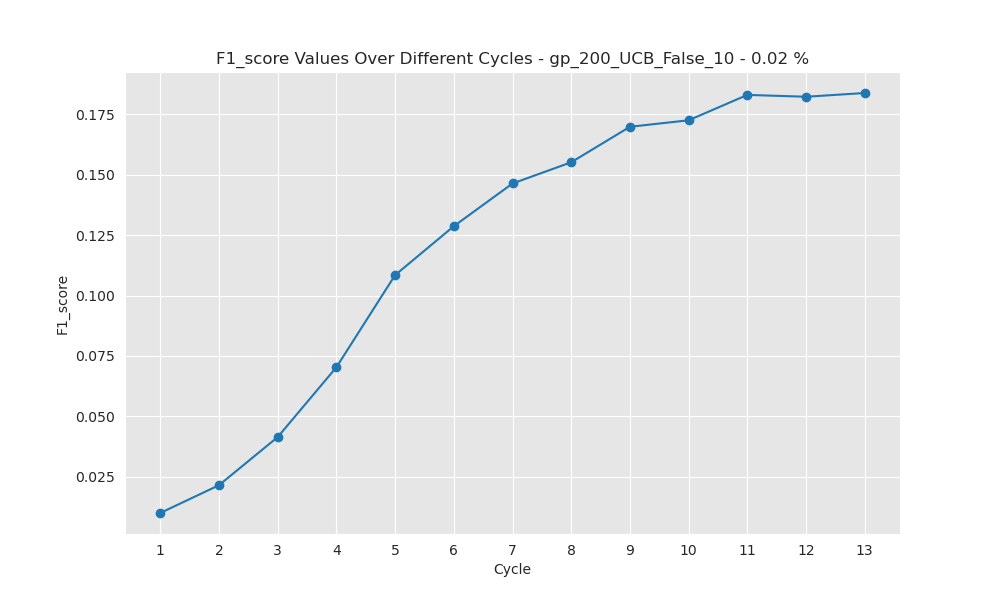 F1_score Values Over Different Cycles - gp_200_UCB_False_10 - 0.02 %
0.175
0.150
0.125
0.100
0.075
0.050
0.025
F1_score
1 2 3 4 5 6 7 8 9 10 11 12 13
Cycle